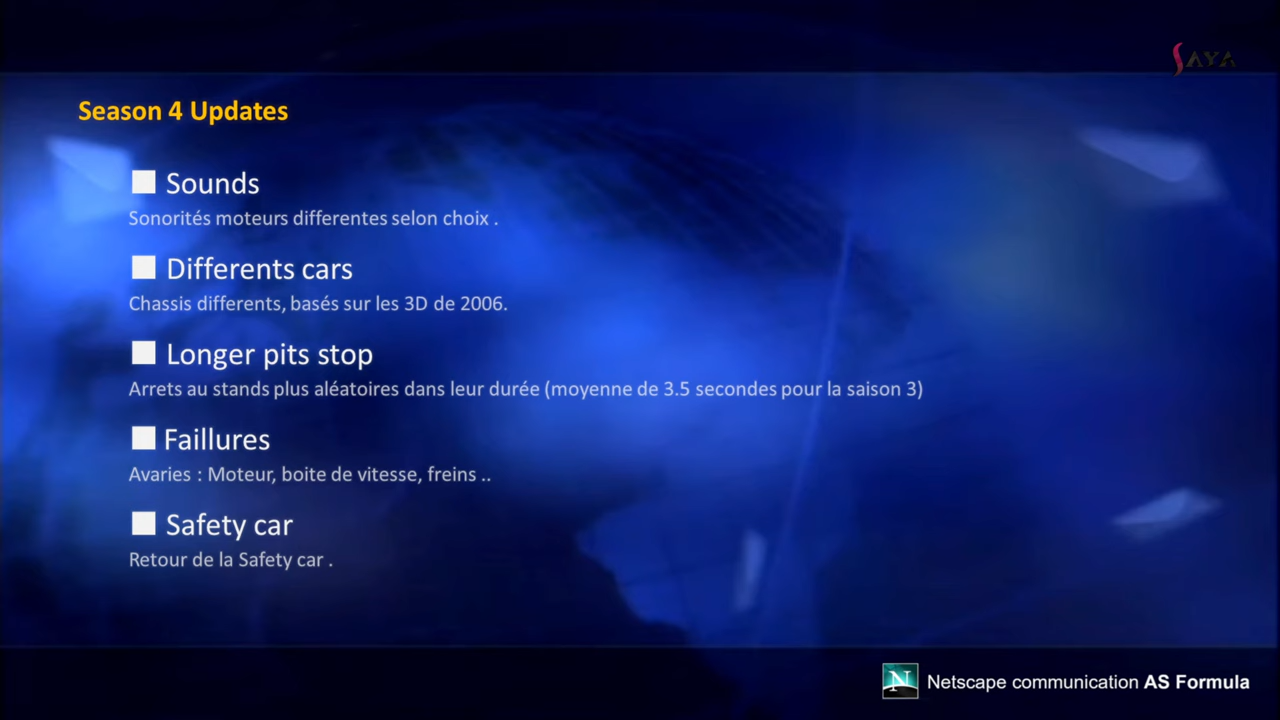 SAYA
Season 4 Updates
Sounds
Sonorités moteurs differentes selon choix .
Differents cars
Chassis differents, basés sur les 3D de 2006.
Longer pits stop
Arrets au stands plus aléatoires dans leur durée (moyenne de 3.5 secondes pour la saison 3)
Faillures
Avaries : Moteur, boite de vitesse, freins ..
Safety car
Retour de la Safety car .
N Netscape communication AS Formula